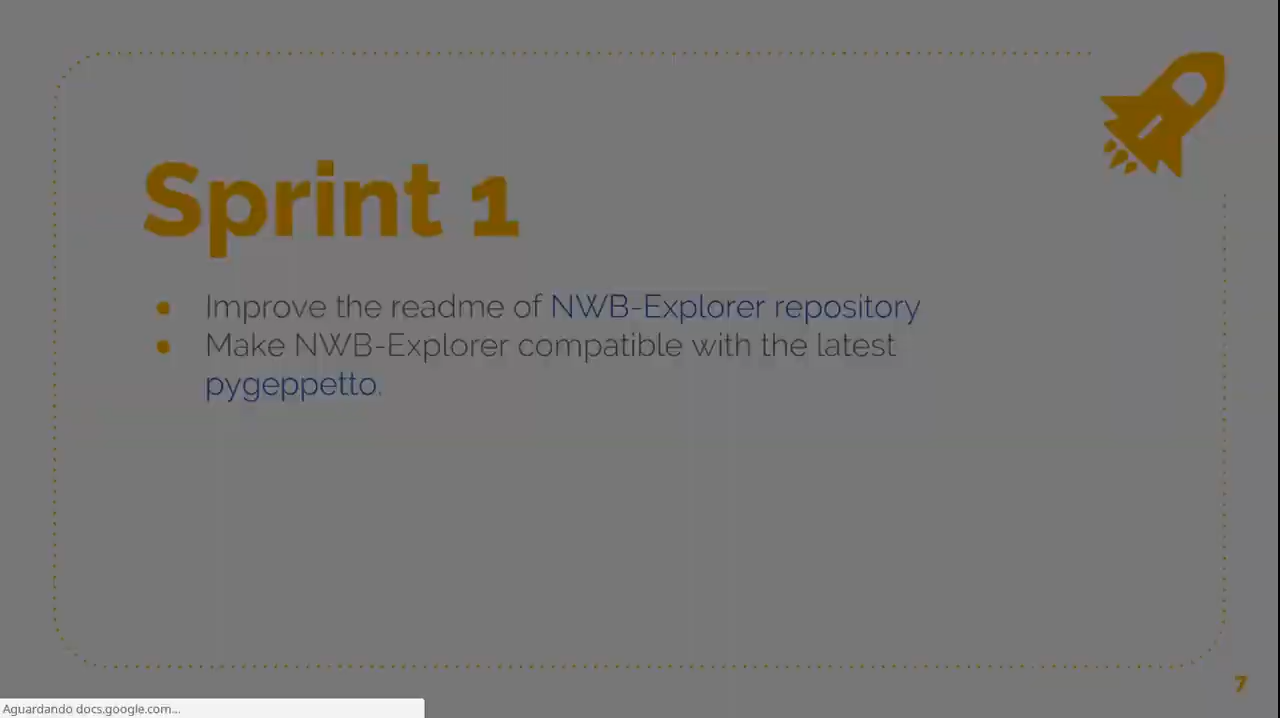 Sprint 1
● Improve the readme of NWB-Explorer repository
● Make NWB-Explorer compatible with the latest
pygeppetto.
7
Aguardando docs.google.com...